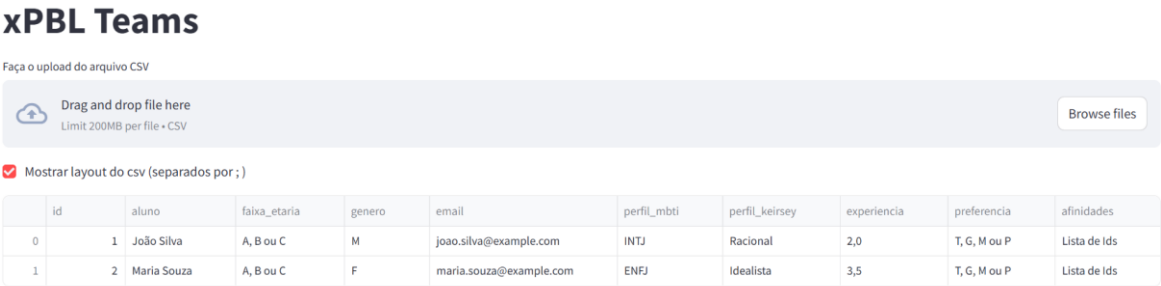 xPBL Teams
Faça o upload do arquivo CSV
Drag and drop file here
Limit 200MB per file • CSV
Browse files
Mostrar layout do csv (separados por ; )
id aluno faixa_etaria genero email perfil_mbti perfil_keirsey experiencia preferencia afinidades
0 1 João Silva A, B ou C M joao.silva@example.com INTJ Racional 2,0 T, G, M ou P Lista de Ids
1 2 Maria Souza A, B ou C F maria.souza@example.com ENFJ Idealista 3,5 T, G, M ou P Lista de Ids